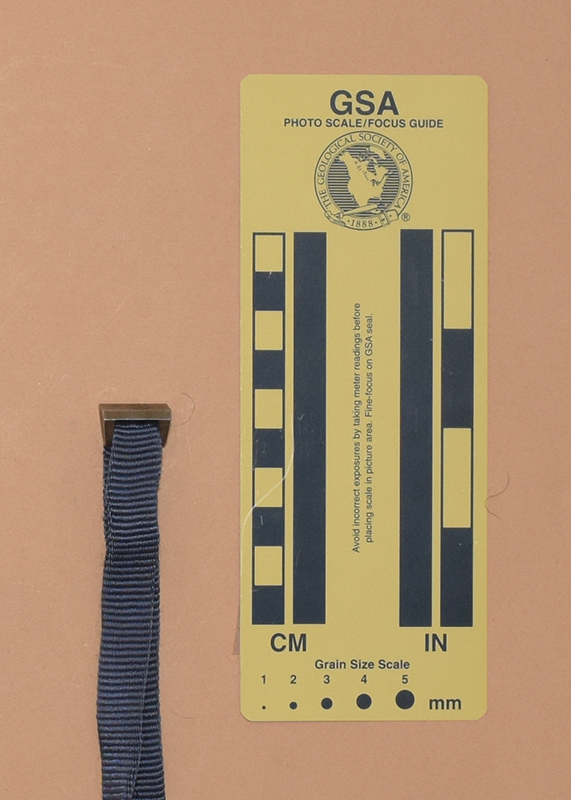 GSA
PHOTO SCALE/FOCUS GUIDE
THE GEOLOGICAL SOCIETY OF AMERICA
·1888·
®
Avoid incorrect exposures by taking meter readings before
placing scale in picture area. Fine-focus on GSA seal.
CM
IN
Grain Size Scale
1 2 3 4 5
mm